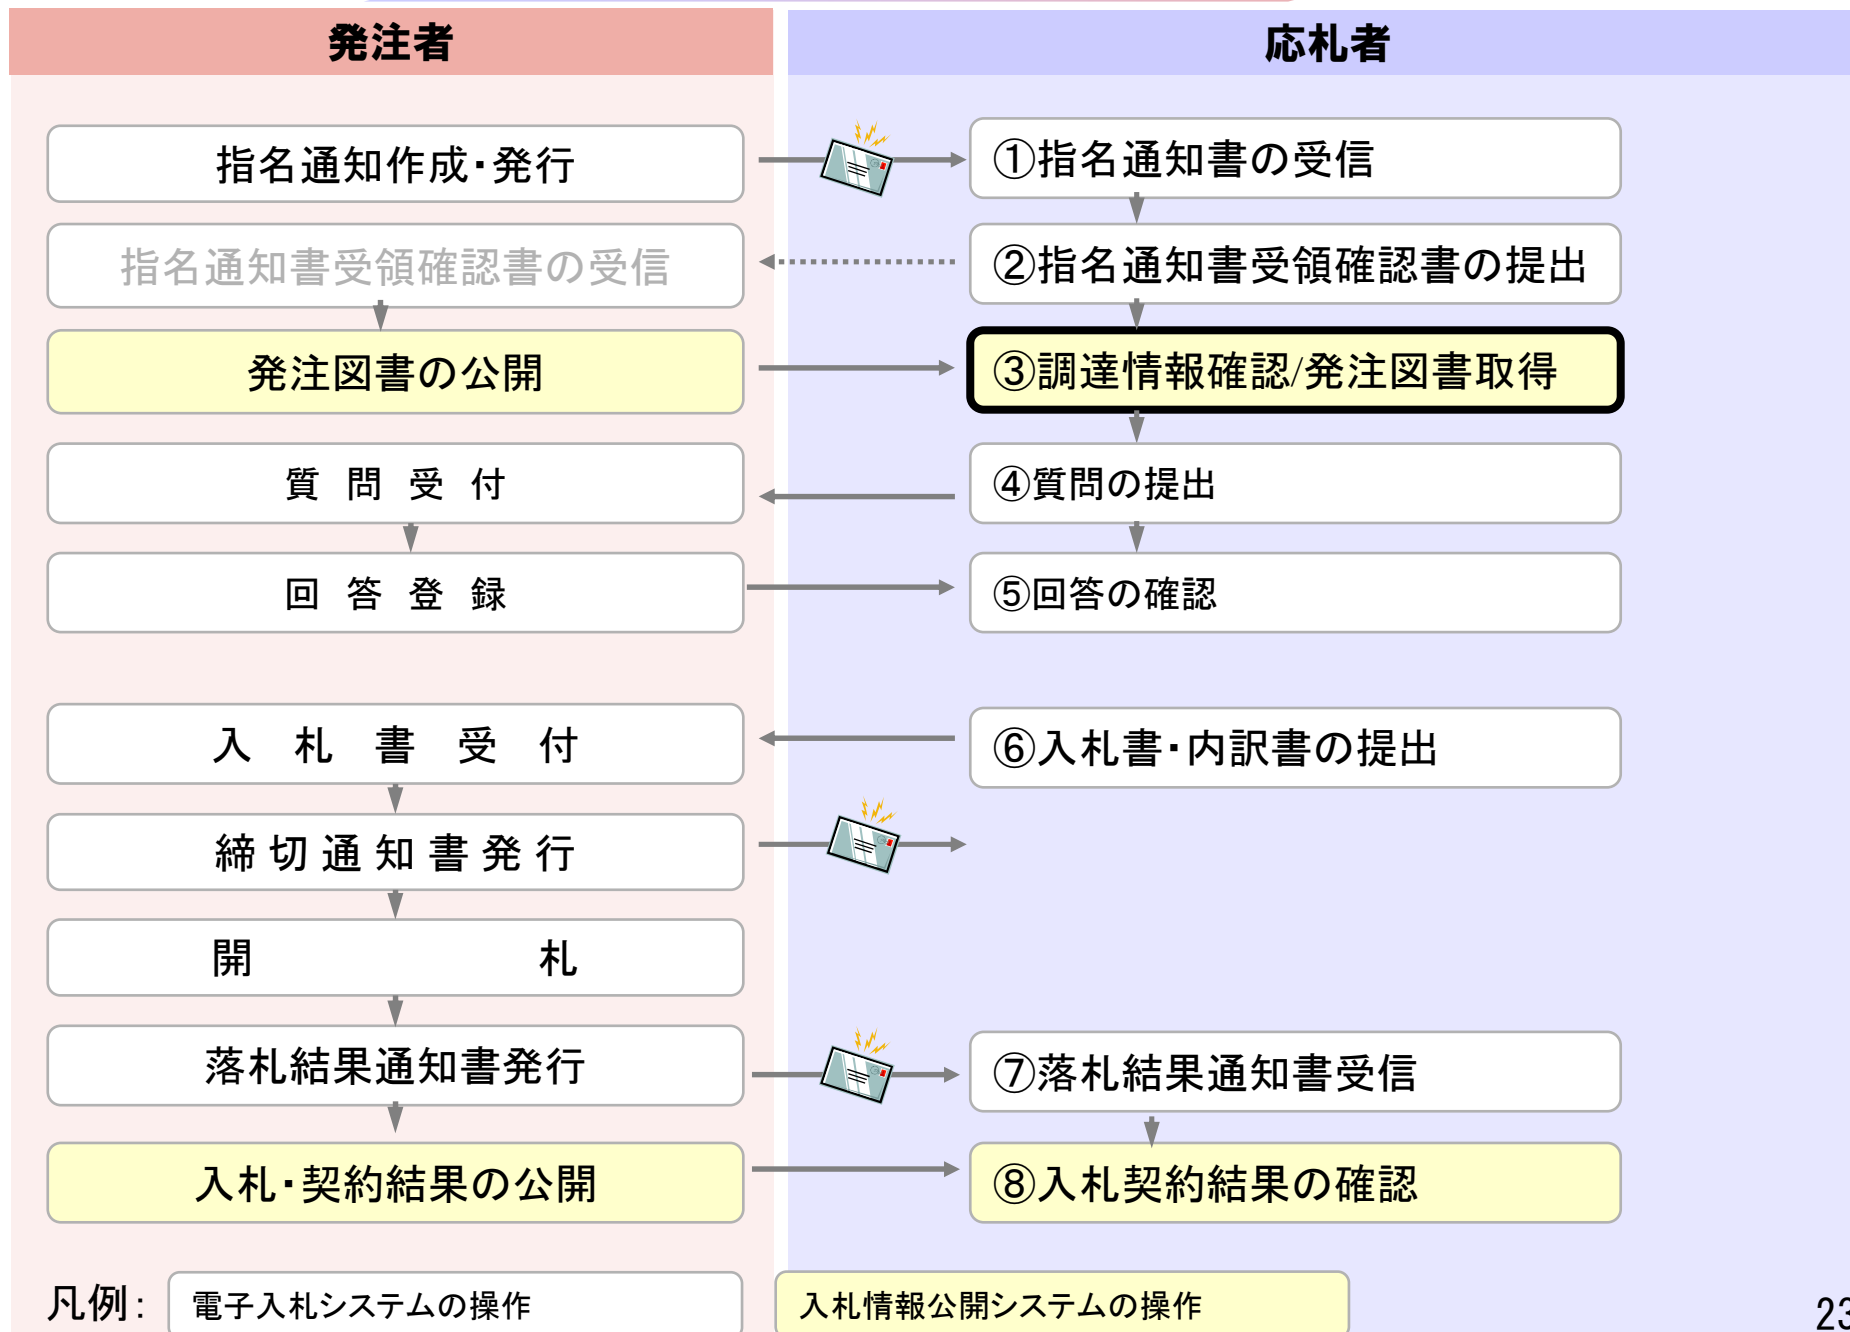 発注者
応札者
指名通知作成・発行
①指名通知書の受信
指名通知書受領確認書の受信
②指名通知書受領確認書の提出
発注図書の公開
③調達情報確認/発注図書取得
質 問 受 付
④質問の提出
回 答 登 録
⑤回答の確認
入 札 書 受 付
⑥入札書・内訳書の提出
締 切 通 知 書 発 行
開 札
落札結果通知書発行
⑦落札結果通知書受信
入札・契約結果の公開
⑧入札契約結果の確認
凡例：
電子入札システムの操作
入札情報公開システムの操作
23